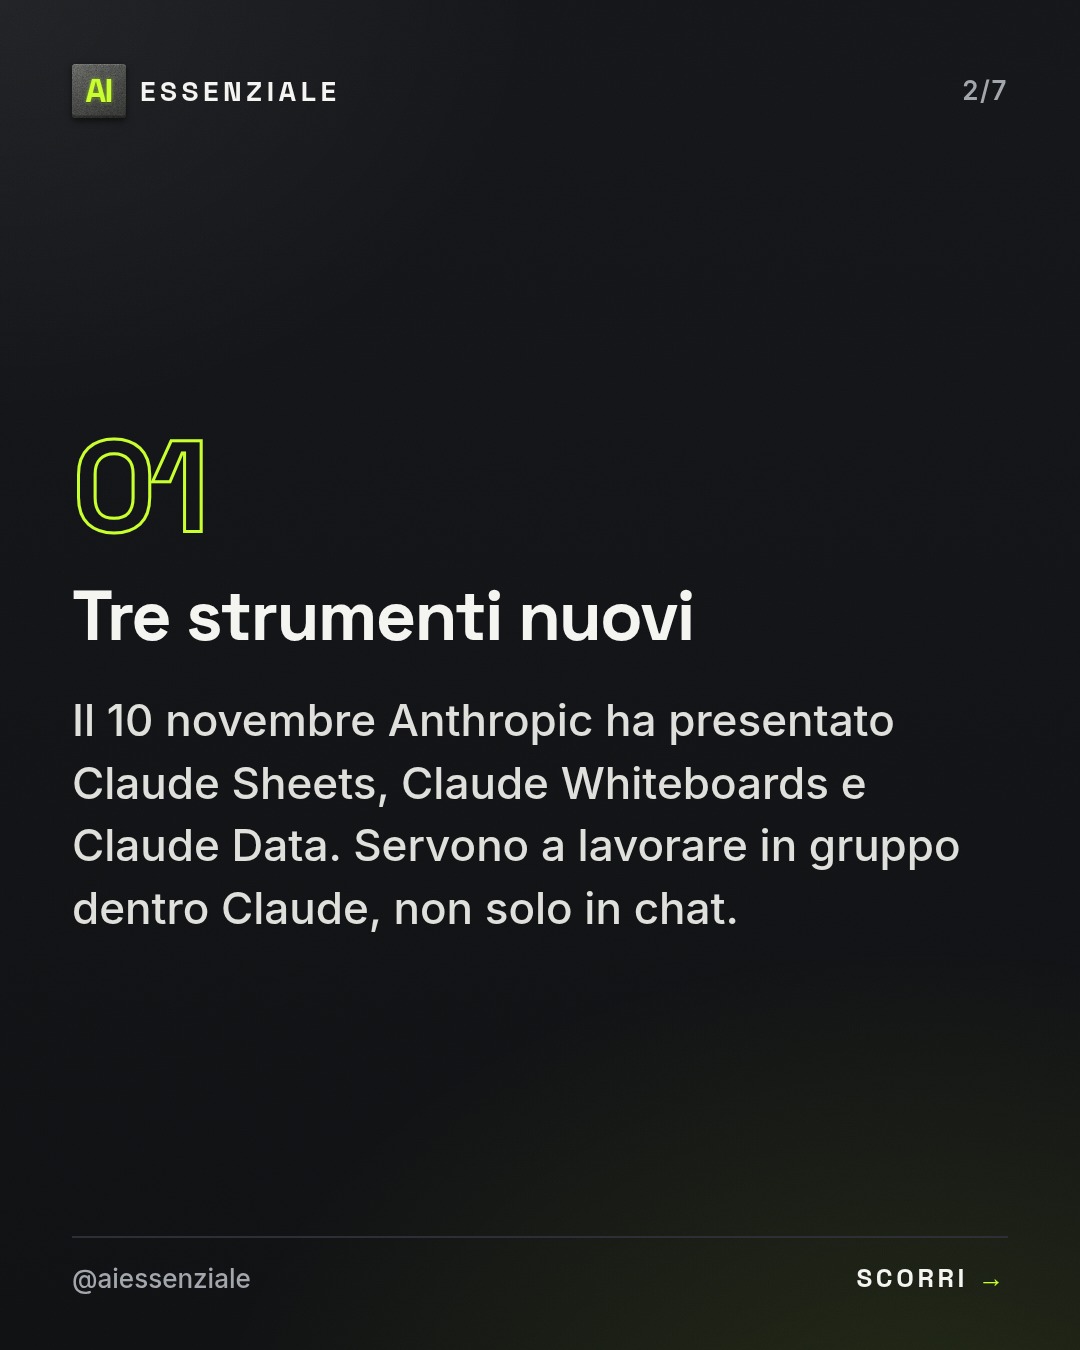 AI ESSENZIALE
2/7
01
Tre strumenti nuovi
Il 10 novembre Anthropic ha presentato
Claude Sheets, Claude Whiteboards e
Claude Data. Servono a lavorare in gruppo
dentro Claude, non solo in chat.
@aiessenziale
SCORRI →